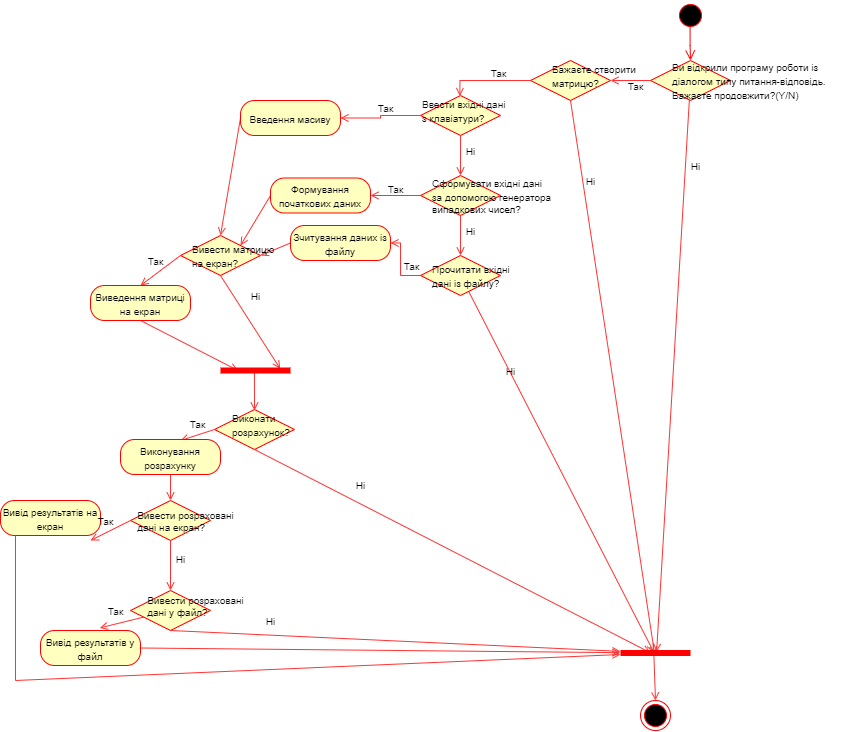 Ви відкрили програму роботи із
діалогом типу питання-відповідь.
Бажаєте продовжити?(Y/N)
Так
Ні
Бажаєте створити
матрицю?
Так
Ні
Ввести вхідні дані
з клавіатури?
Так
Ні
Введення масиву
Сформувати вхідні дані
за допомогою генератора
випадкових чисел?
Так
Ні
Формування
початкових даних
Прочитати вхідні
дані із файлу?
Так
Ні
Зчитування даних із
файлу
Вивести матрицю
на екран?
Так
Ні
Виведення матриці
на екран
Виконати
розрахунок?
Так
Ні
Виконування
розрахунку
Вивести розраховані
дані на екран?
Так
Ні
Вивід результатів на
екран
Вивести розраховані
дані у файл?
Так
Ні
Вивід результатів у
файл